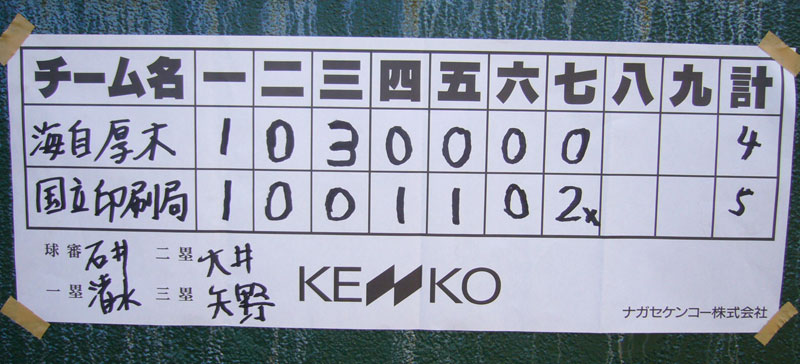 チーム名 一 二 三 四 五 六 七 八 九 計
海自厚木 1 0 3 0 0 0 0 4
国立印刷局 1 0 0 1 1 0 2x 5
球審 石井 二塁 大井
一塁 清水 三塁 矢野
KENKO
ナガセケンコー株式会社